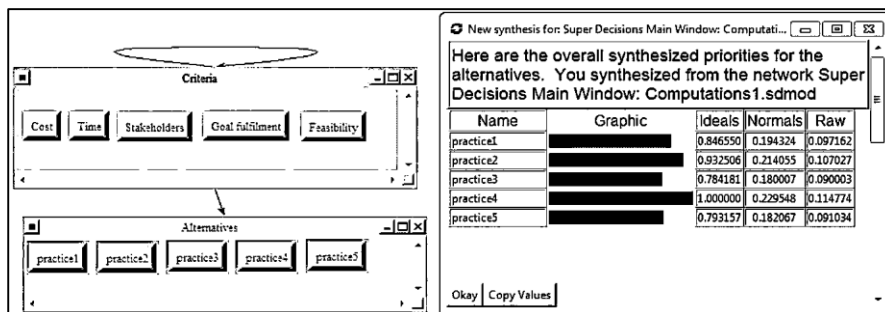 Criteria
Cost Time Stakeholders Goal fulfilment Feasibility
Alternatives
practice1 practice2 practice3 practice4 practice5
New synthesis for: Super Decisions Main Window: Computati...
Here are the overall synthesized priorities for the
alternatives. You synthesized from the network Super
Decisions Main Window: Computations1.sdmod
Name Graphic Ideals Normals Raw
practice1 0.846550 0.194324 0.097162
practice2 0.932506 0.214055 0.107027
practice3 0.784181 0.180007 0.090003
practice4 1.000000 0.229548 0.114774
practice5 0.793157 0.182067 0.091034
Okay Copy Values